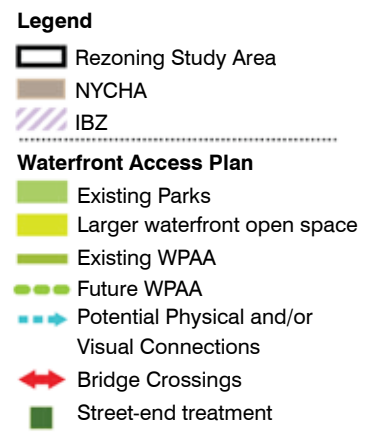 Legend
Rezoning Study Area
NYCHA
IBZ
Waterfront Access Plan
Existing Parks
Larger waterfront open space
Existing WPAA
Future WPAA
Potential Physical and/or
Visual Connections
Bridge Crossings
Street-end treatment